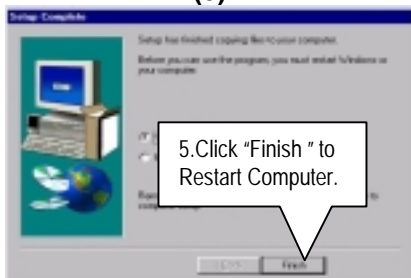 Setup Complete
Setup has finished copying files to your computer.
Before you can use the program, you must restart Windows or
your computer.
5.Click “Finish ” to
Restart Computer.
Finish